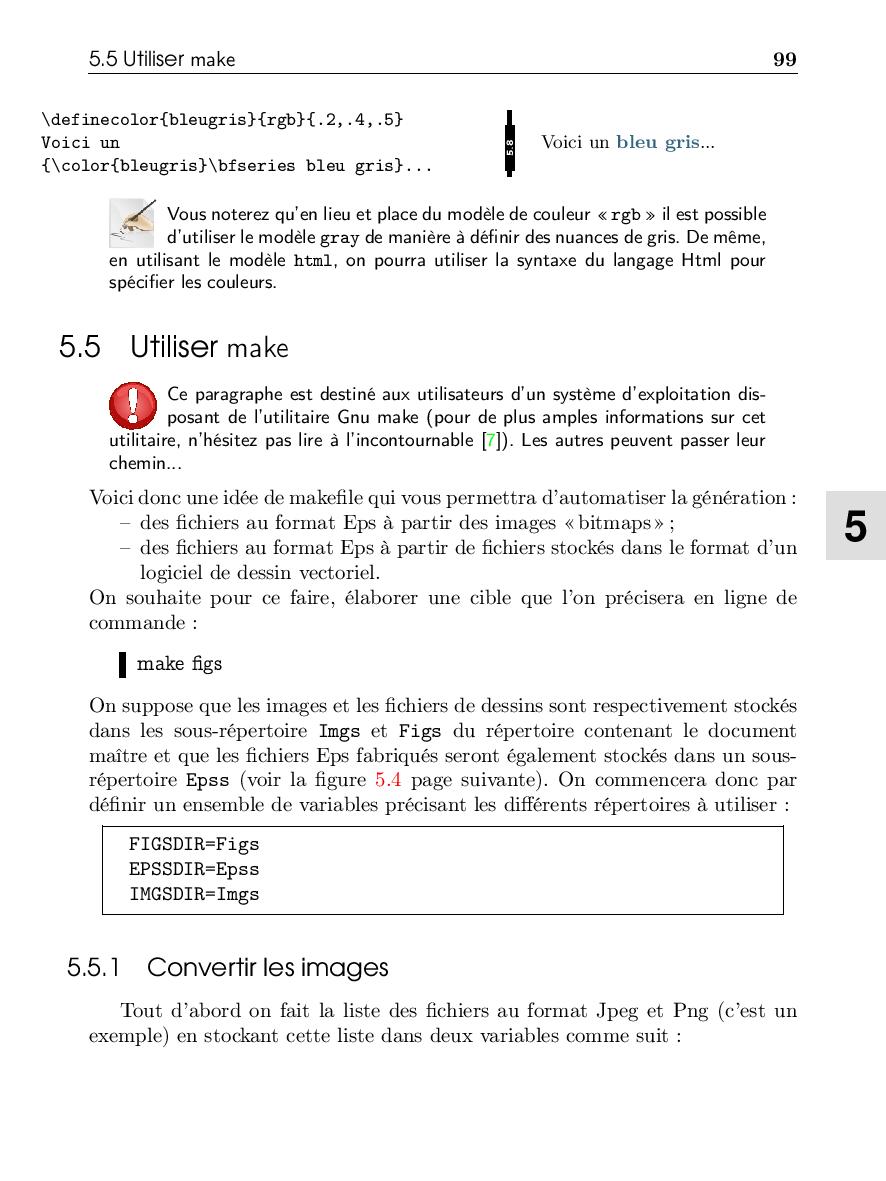 5.5 Utiliser make 99
\definecolor{bleugris}{rgb}{.2,.4,.5}
Voici un
{\color{bleugris}\bfseries bleu gris}...
5.8
Voici un bleu gris...
Vous noterez qu'en lieu et place du modèle de couleur « rgb » il est possible
d'utiliser le modèle gray de manière à définir des nuances de gris. De même,
en utilisant le modèle html, on pourra utiliser la syntaxe du langage Html pour
spécifier les couleurs.
5.5 Utiliser make
Ce paragraphe est destiné aux utilisateurs d'un système d'exploitation dis-
posant de l'utilitaire Gnu make (pour de plus amples informations sur cet
utilitaire, n'hésitez pas lire à l'incontournable [7]). Les autres peuvent passer leur
chemin...
Voici donc une idée de makefile qui vous permettra d'automatiser la génération :
– des fichiers au format Eps à partir des images « bitmaps » ;
– des fichiers au format Eps à partir de fichiers stockés dans le format d'un
logiciel de dessin vectoriel.
On souhaite pour ce faire, élaborer une cible que l'on précisera en ligne de
commande :
make figs
On suppose que les images et les fichiers de dessins sont respectivement stockés
dans les sous-répertoire Imgs et Figs du répertoire contenant le document
maître et que les fichiers Eps fabriqués seront également stockés dans un sous-
répertoire Epss (voir la figure 5.4 page suivante). On commencera donc par
définir un ensemble de variables précisant les différents répertoires à utiliser :
FIGSDIR=Figs
EPSSDIR=Epss
IMGSDIR=Imgs
5.5.1 Convertir les images
Tout d'abord on fait la liste des fichiers au format Jpeg et Png (c'est un
exemple) en stockant cette liste dans deux variables comme suit :
5